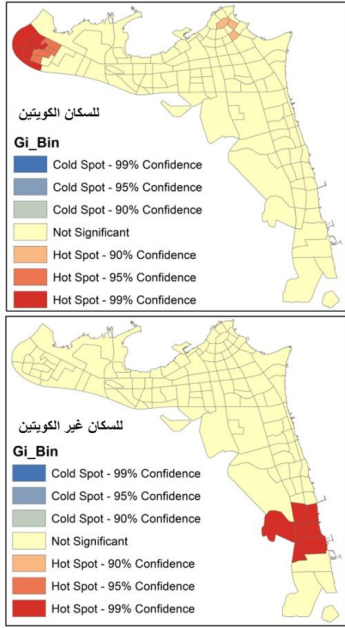 للسكان الكويتين
Gi_Bin
Cold Spot - 99% Confidence
Cold Spot - 95% Confidence
Cold Spot - 90% Confidence
Not Significant
Hot Spot - 90% Confidence
Hot Spot - 95% Confidence
Hot Spot - 99% Confidence
للسكان غير الكويتين
Gi_Bin
Cold Spot - 99% Confidence
Cold Spot - 95% Confidence
Cold Spot - 90% Confidence
Not Significant
Hot Spot - 90% Confidence
Hot Spot - 95% Confidence
Hot Spot - 99% Confidence